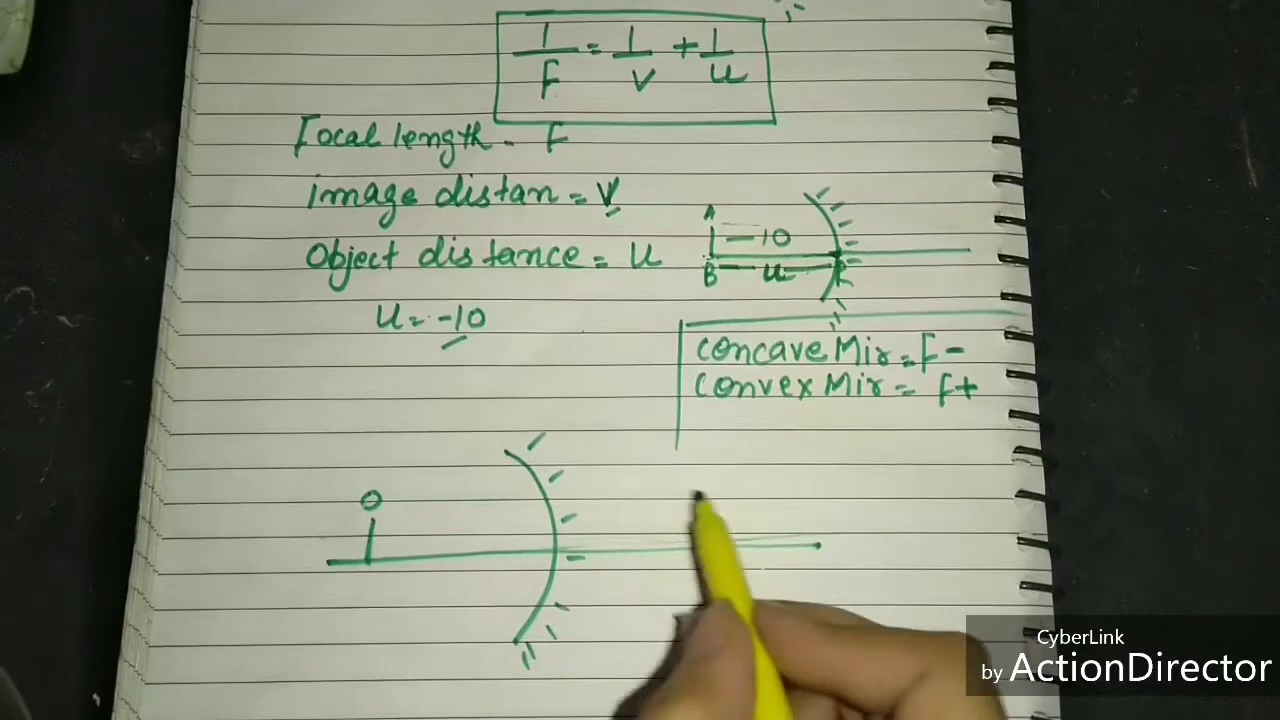 1/F = 1/v + 1/u
Focal length - F
image distan = V
Object distance = u
u = -10
A
-10
B
u
P
concave Mir = F -
convex Mir = F+
O
CyberLink
by ActionDirector